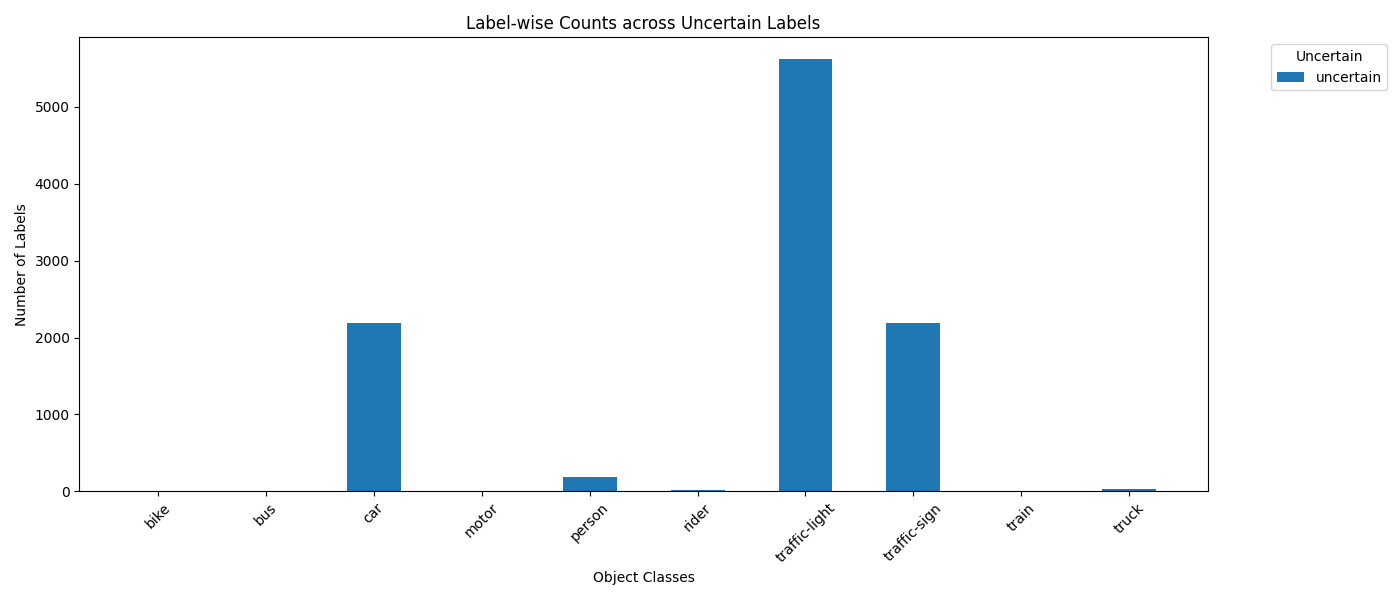 Label-wise Counts across Uncertain Labels
Uncertain
uncertain
Number of Labels
5000
4000
3000
2000
1000
0
bike
bus
car
motor
person
rider
traffic-light
traffic-sign
train
truck
Object Classes